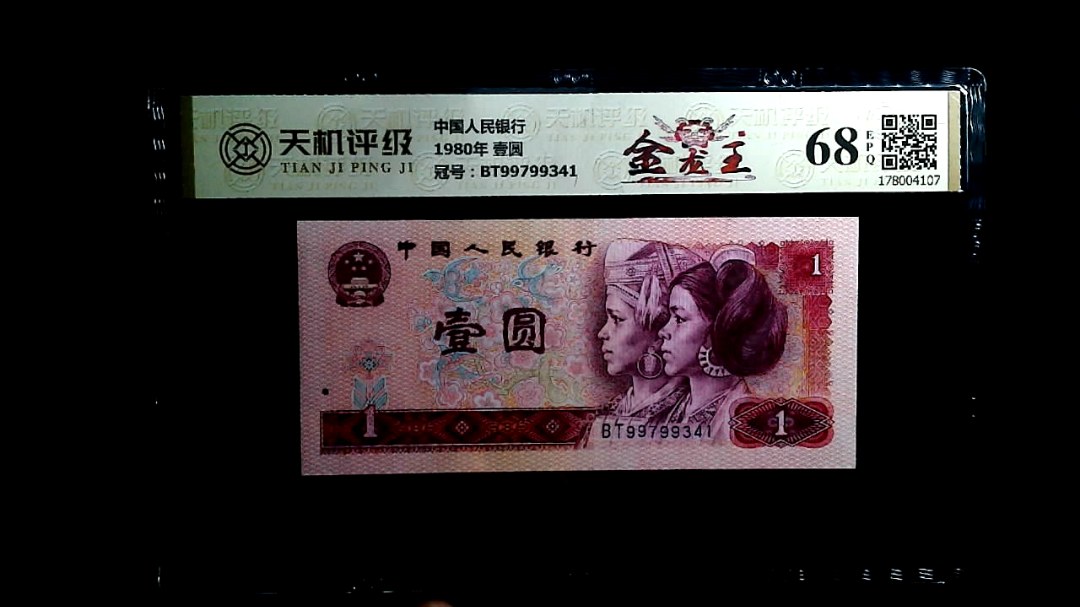 天机评级
TIAN JI PING JI
中国人民银行
1980年 壹圆
冠号：BT99799341
金龙王
68
EPQ
178004107
中国人民银行
1
壹圆
1
BT99799341
1